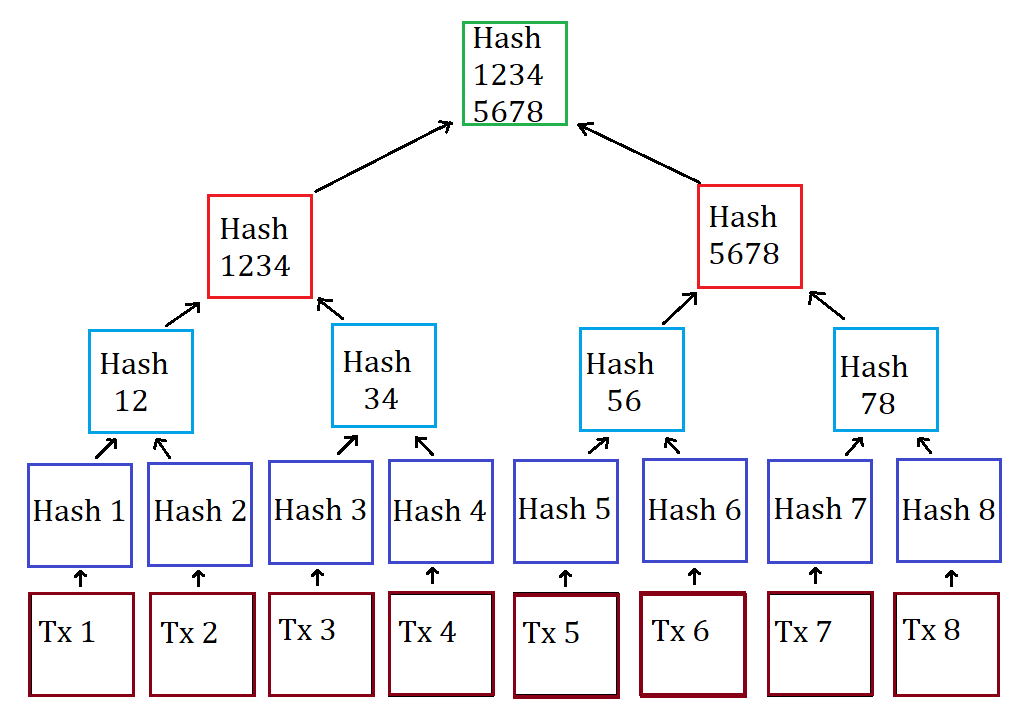 Hash
1234
5678
Hash
1234
Hash
5678
Hash
12
Hash
34
Hash
56
Hash
78
Hash 1
Hash 2
Hash 3
Hash 4
Hash 5
Hash 6
Hash 7
Hash 8
Tx 1
Tx 2
Tx 3
Tx 4
Tx 5
Tx 6
Tx 7
Tx 8